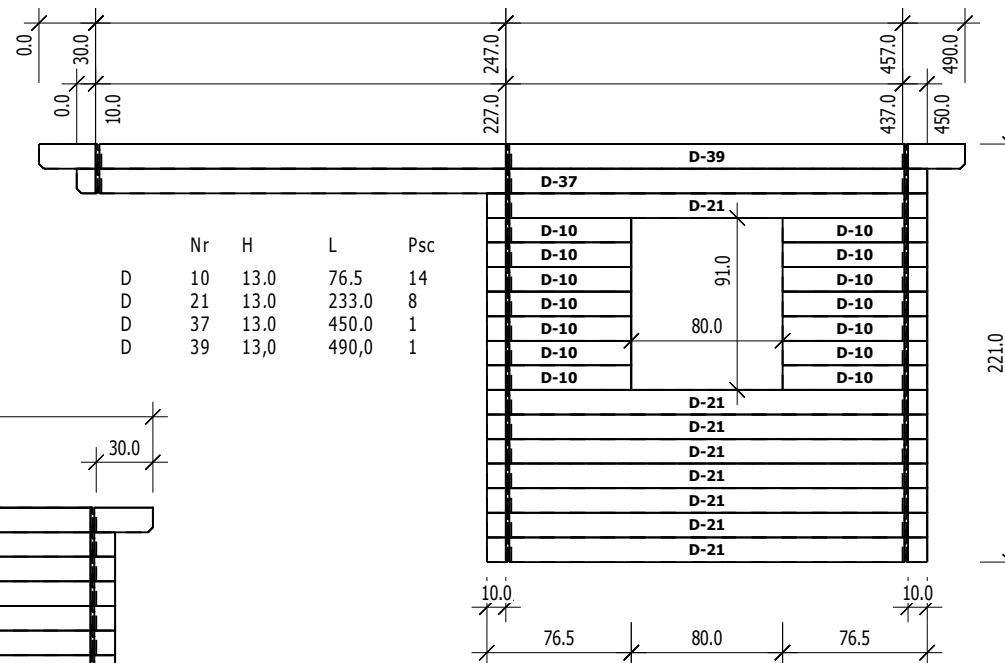 0.0 30.0 247.0 457.0 490.0
0.0 10.0 227.0 437.0 450.0
D-39
D-37
D-21
D-10 D-10
D-10 D-10
D-10 D-10
D-10 D-10
D-10 D-10
D-10 D-10
D-10 D-10
91.0
80.0
221.0
Nr H L Psc
D 10 13.0 76.5 14
D 21 13.0 233.0 8
D 37 13.0 450.0 1
D 39 13,0 490,0 1
D-21
D-21
D-21
D-21
D-21
D-21
D-21
30.0
10.0 10.0
76.5 80.0 76.5